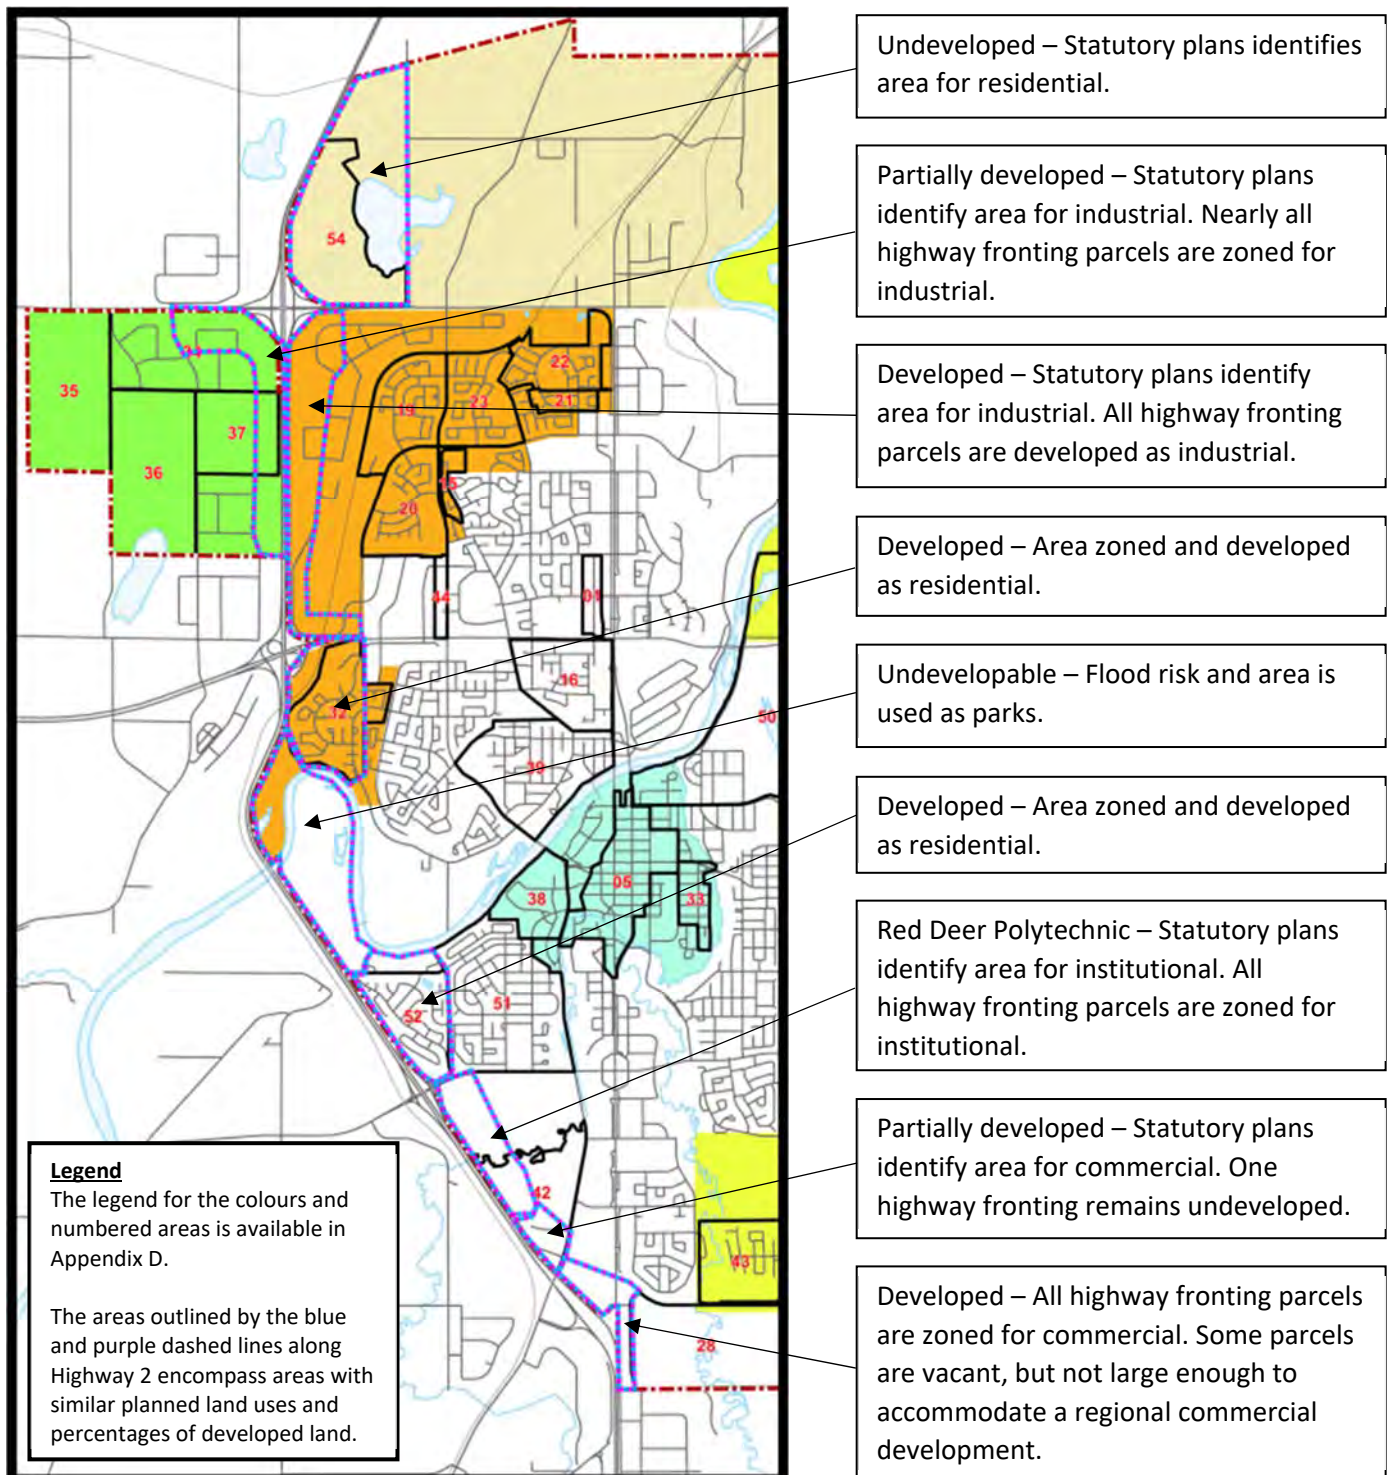 Undeveloped – Statutory plans identifies
area for residential.
Partially developed – Statutory plans
identify area for industrial. Nearly all
highway fronting parcels are zoned for
industrial.
Developed – Statutory plans identify
area for industrial. All highway fronting
parcels are developed as industrial.
Developed – Area zoned and developed
as residential.
Undevelopable – Flood risk and area is
used as parks.
Developed – Area zoned and developed
as residential.
Red Deer Polytechnic – Statutory plans
identify area for institutional. All
highway fronting parcels are zoned for
institutional.
Partially developed – Statutory plans
identify area for commercial. One
highway fronting remains undeveloped.
Developed – All highway fronting parcels
are zoned for commercial. Some parcels
are vacant, but not large enough to
accommodate a regional commercial
development.
54
22
35
21
19
23
37
36
15
20
44
01
16
32
50
39
05
38
33
51
52
42
43
28
Legend
The legend for the colours and
numbered areas is available in
Appendix D.
The areas outlined by the blue
and purple dashed lines along
Highway 2 encompass areas with
similar planned land uses and
percentages of developed land.